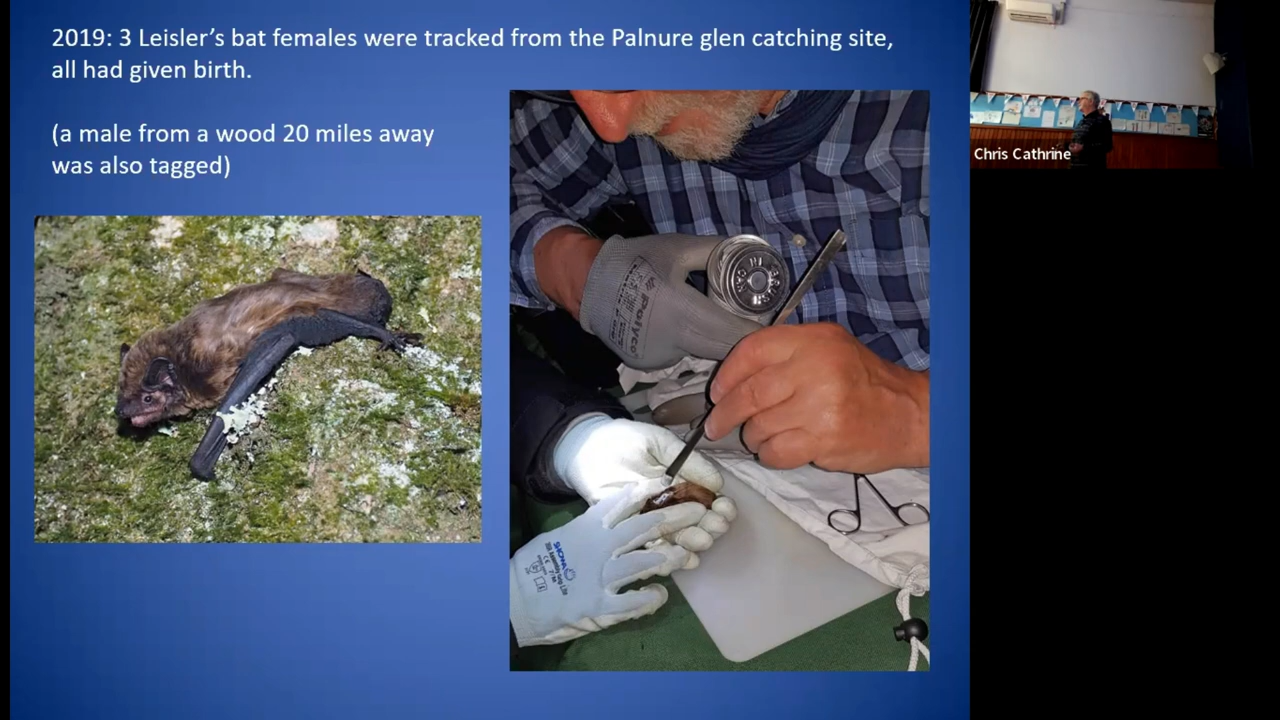 2019: 3 Leisler's bat females were tracked from the Palnure glen catching site,
all had given birth.
(a male from a wood 20 miles away
was also tagged)
Chris Cathrine
Polyco
SHOWA